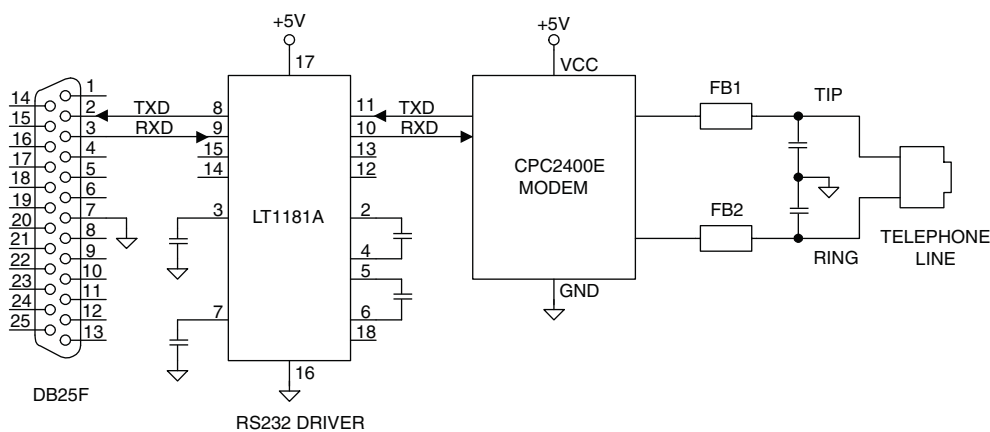 +5V
+5V
17
VCC
FB1
TIP
1
14
2
TXD
8
11
TXD
15
3
RXD
9
10
RXD
16
4
15
13
17
5
14
12
CPC2400E
MODEM
18
6
19
7
3
LT1181A
2
20
8
FB2
21
9
4
RING
TELEPHONE
LINE
22
10
5
23
11
GND
24
12
7
6
25
13
18
16
DB25F
RS232 DRIVER